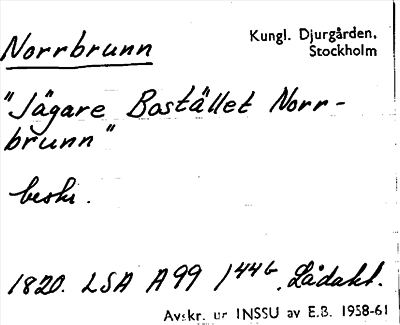 Norrbrunn
Kungl. Djurgården,
Stockholm
"Jägare Bostället Norr-
brunn"
beskr.
1820. LSA A99 1446. Lådakt.
Avskr. ur INSSU av E.B. 1958-61